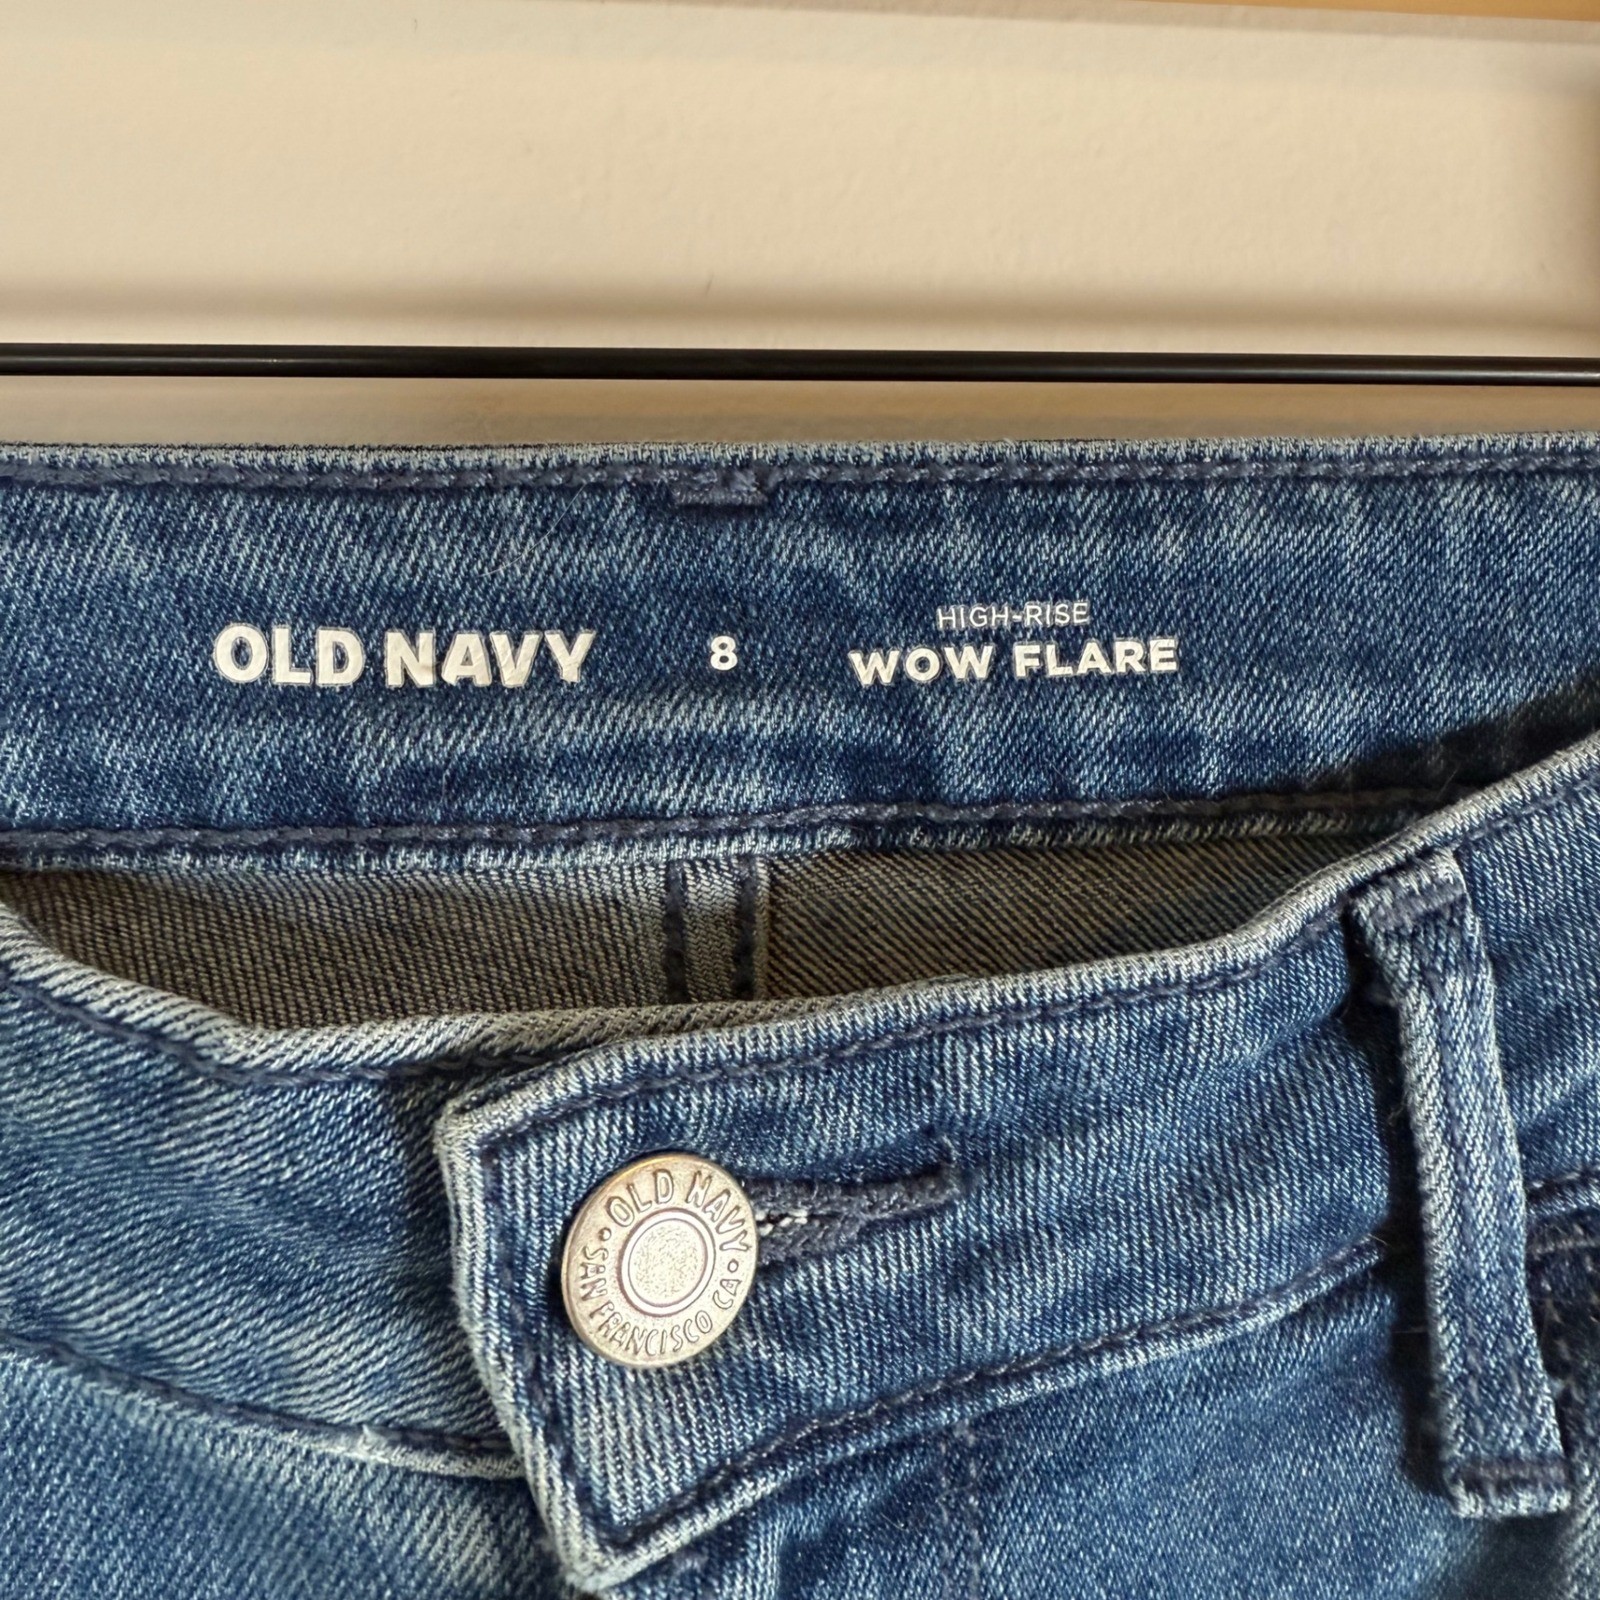 OLD NAVY
8
HIGH-RISE
WOW FLARE
• OLD NAVY •
SAN FRANCISCO CA